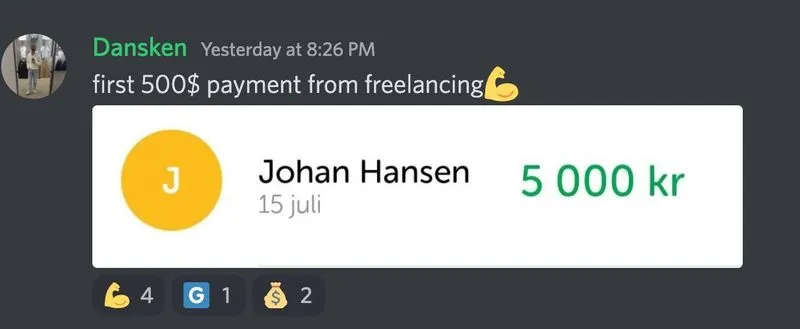 Dansken Yesterday at 8:26 PM
first 500$ payment from freelancing💪
J
Johan Hansen
5 000 kr
15 juli
💪 4 G 1 💰 2